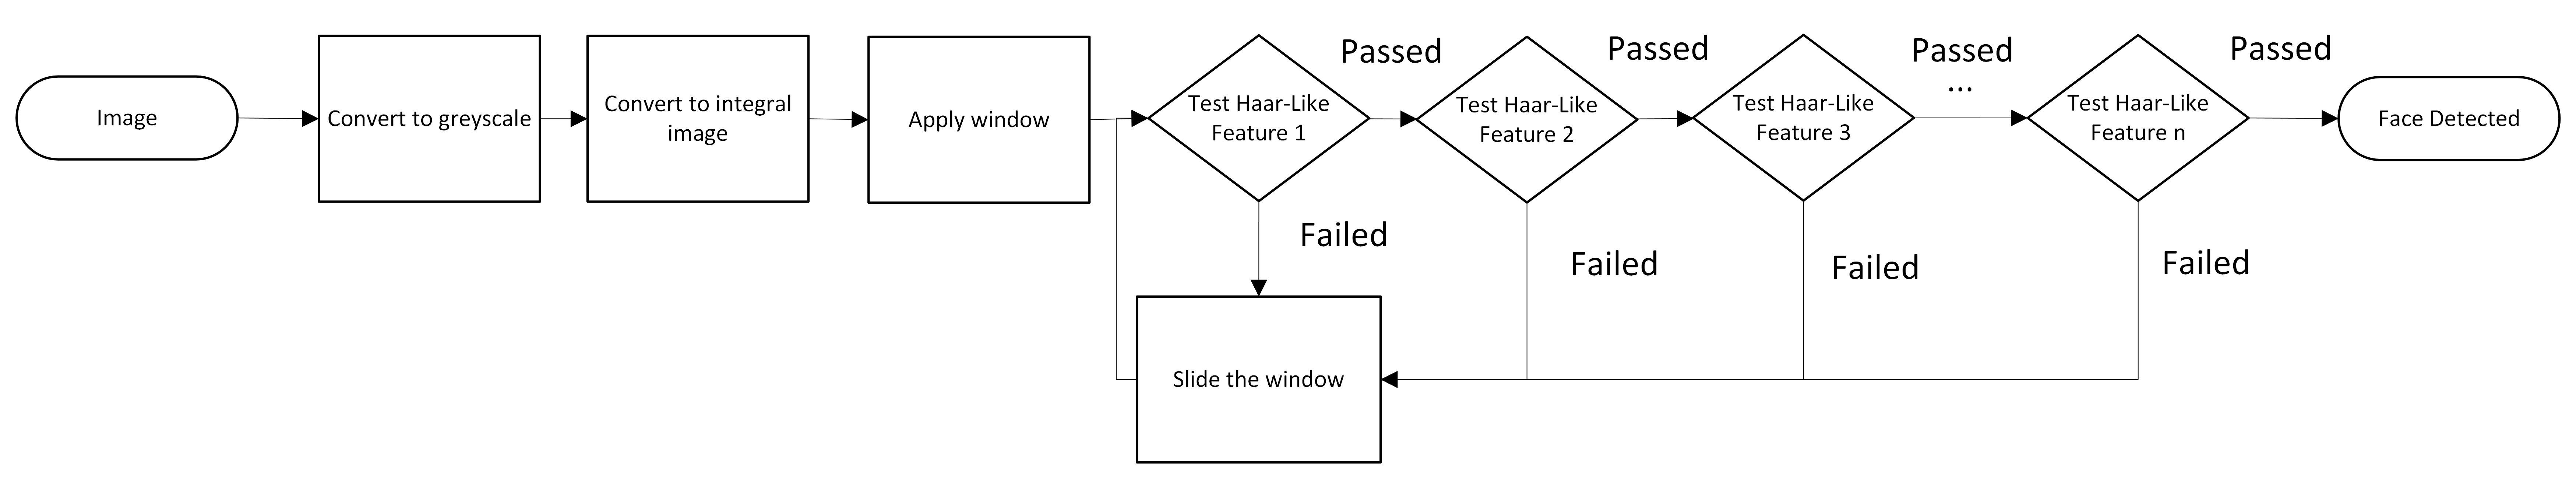 Image
Convert to greyscale
Convert to integral
image
Apply window
Test Haar-Like
Feature 1
Passed
Test Haar-Like
Feature 2
Passed
Test Haar-Like
Feature 3
Passed
...
Test Haar-Like
Feature n
Passed
Face Detected
Failed
Failed
Failed
Failed
Slide the window